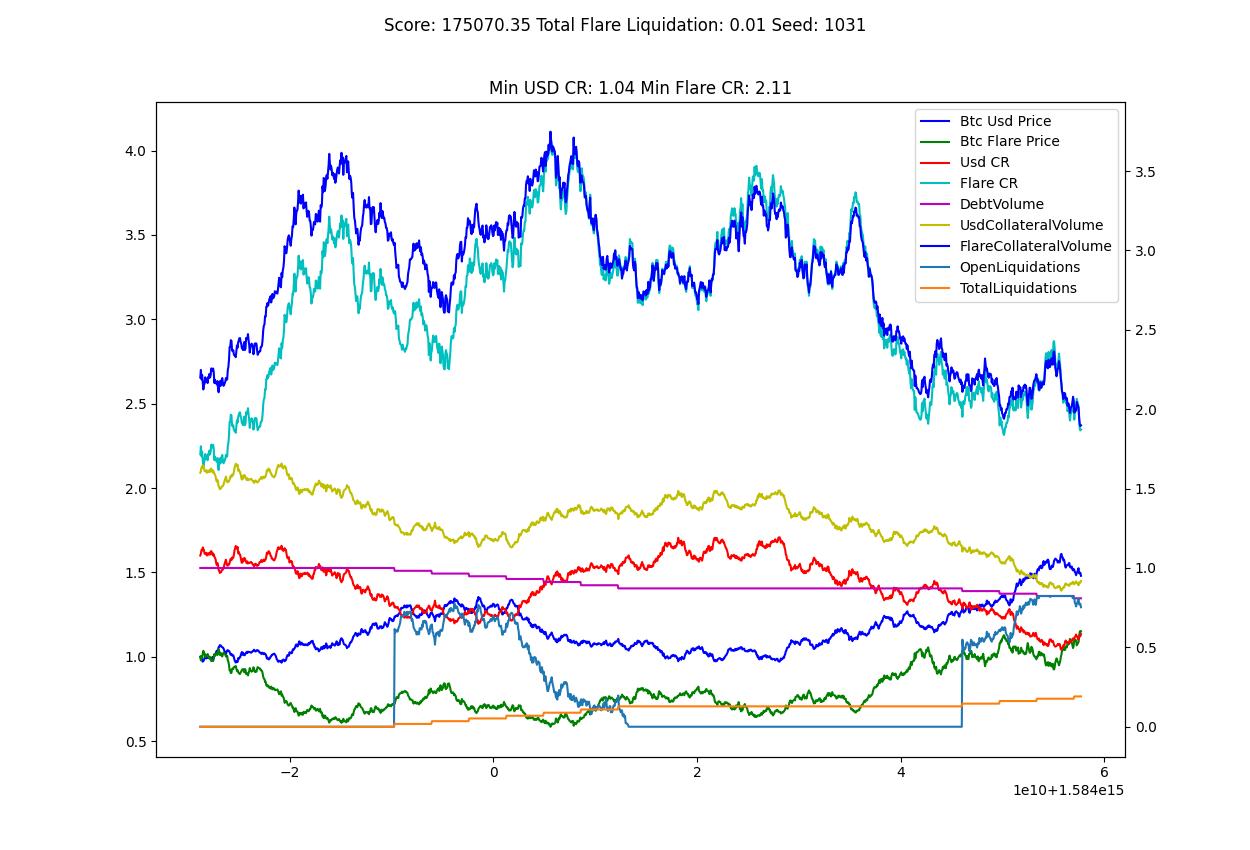 Score: 175070.35 Total Flare Liquidation: 0.01 Seed: 1031
Min USD CR: 1.04 Min Flare CR: 2.11
Btc Usd Price
Btc Flare Price
Usd CR
Flare CR
DebtVolume
UsdCollateralVolume
FlareCollateralVolume
OpenLiquidations
TotalLiquidations
4.0
3.5
3.0
2.5
2.0
1.5
1.0
0.5
3.5
3.0
2.5
2.0
1.5
1.0
0.5
0.0
−2 0 2 4 6
1e10+1.584e15